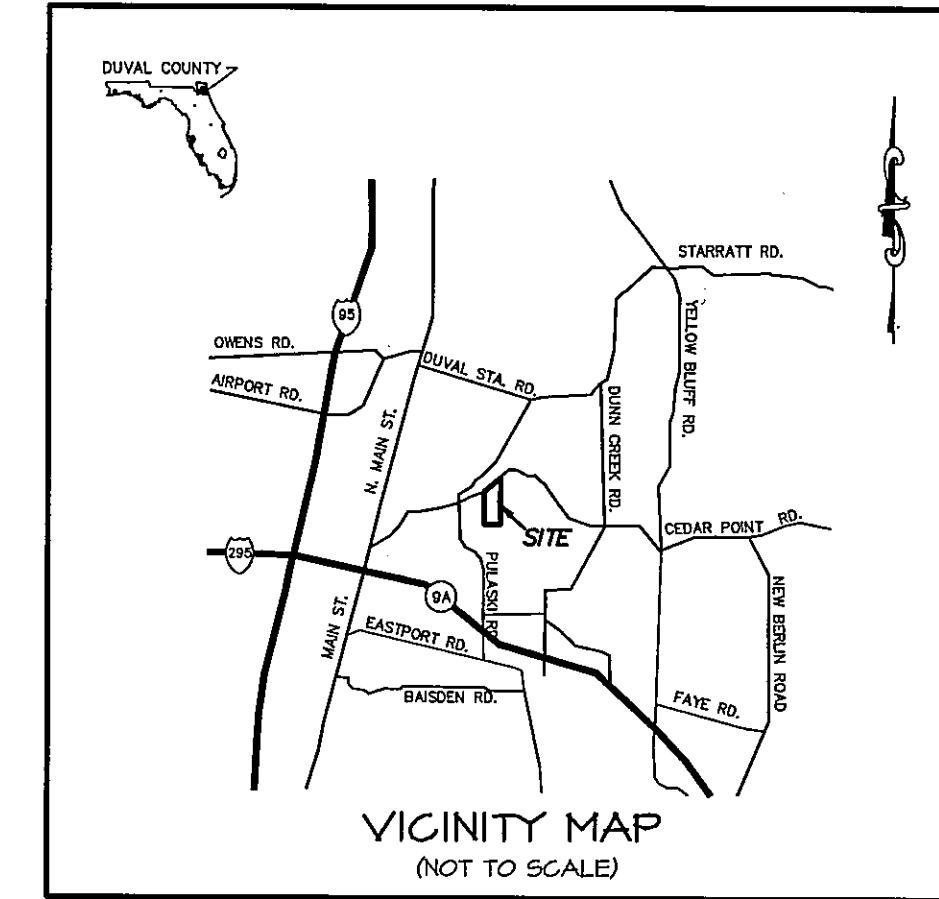 DUVAL COUNTY
STARRATT RD.
95
OWENS RD.
DUVAL STA. RD.
AIRPORT RD.
YELLOW BLUFF RD.
DUNN CREEK RD.
N. MAIN ST.
SITE
CEDAR POINT RD.
295
PULASKI RD.
9A
MAIN ST.
EASTPORT RD.
NEW BERLIN ROAD
BAISDEN RD.
FAYE RD.
VICINITY MAP
(NOT TO SCALE)